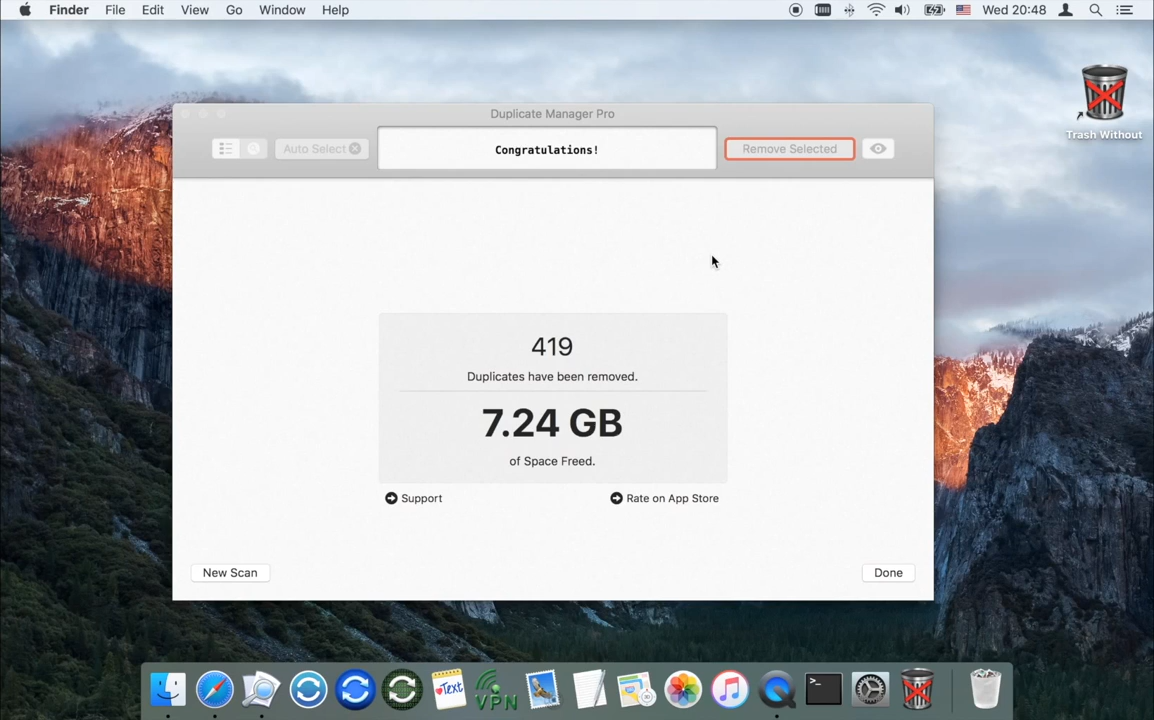 Finder File Edit View Go Window Help Wed 20:48
Trash Without
Duplicate Manager Pro
Auto Select Congratulations! Remove Selected
419
Duplicates have been removed.
7.24 GB
of Space Freed.
Support Rate on App Store
New Scan Done
Text
VPN
30
>_